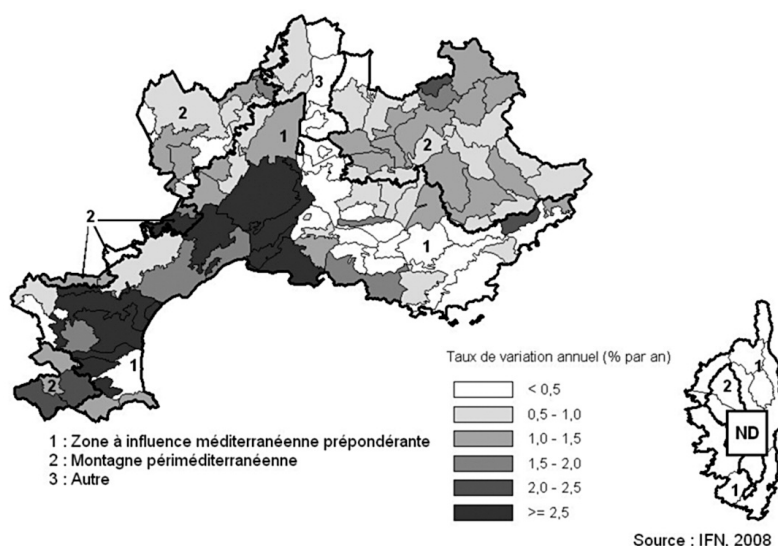 3
2
1
2
2
1
1
2
1
2
1
ND
Taux de variation annuel (% par an)
< 0,5
0,5 - 1,0
1,0 - 1,5
1,5 - 2,0
2,0 - 2,5
>= 2,5
1 : Zone à influence méditerranéenne prépondérante
2 : Montagne périméditerranéenne
3 : Autre
Source : IFN, 2008